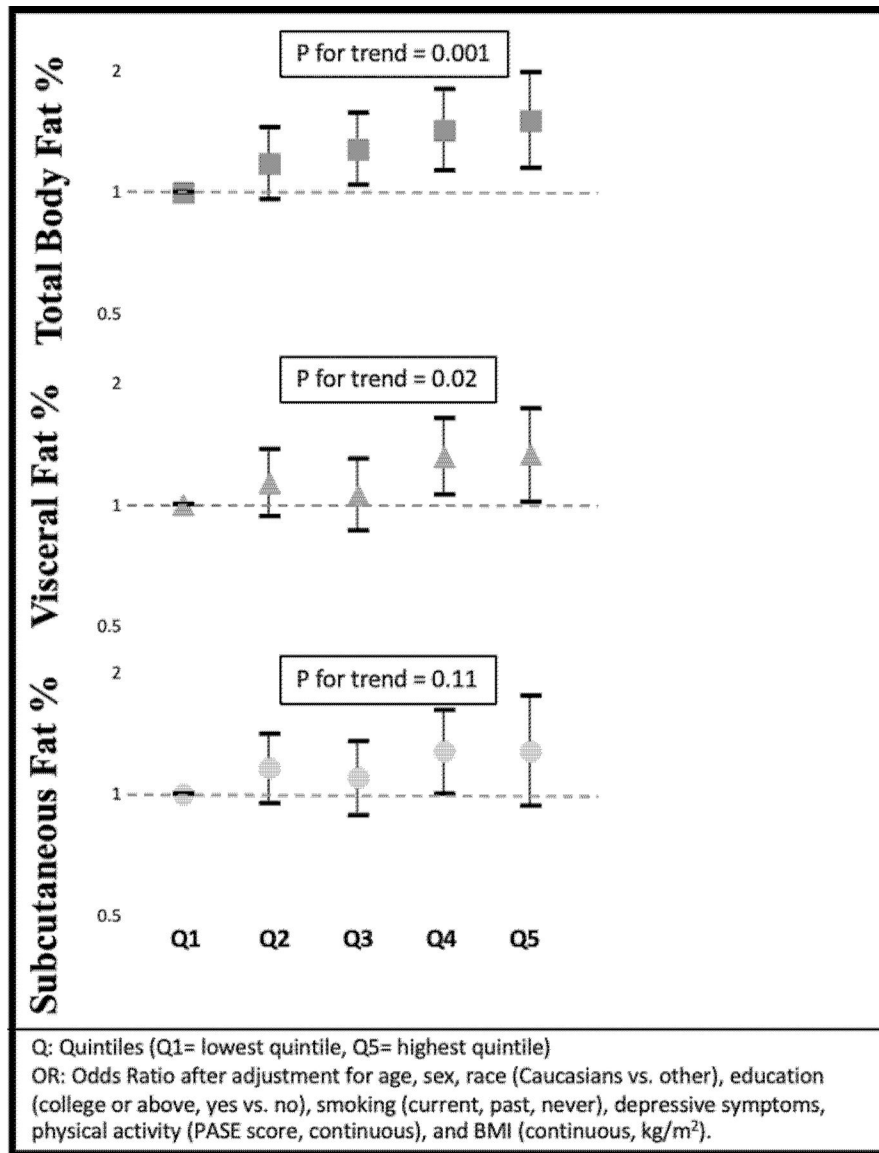 Total Body Fat %
P for trend = 0.001
2
1
0.5
Visceral Fat %
P for trend = 0.02
2
1
0.5
Subcutaneous Fat %
P for trend = 0.11
2
1
0.5
Q1 Q2 Q3 Q4 Q5
Q: Quintiles (Q1= lowest quintile, Q5= highest quintile)
OR: Odds Ratio after adjustment for age, sex, race (Caucasians vs. other), education
(college or above, yes vs. no), smoking (current, past, never), depressive symptoms,
physical activity (PASE score, continuous), and BMI (continuous, kg/m²).